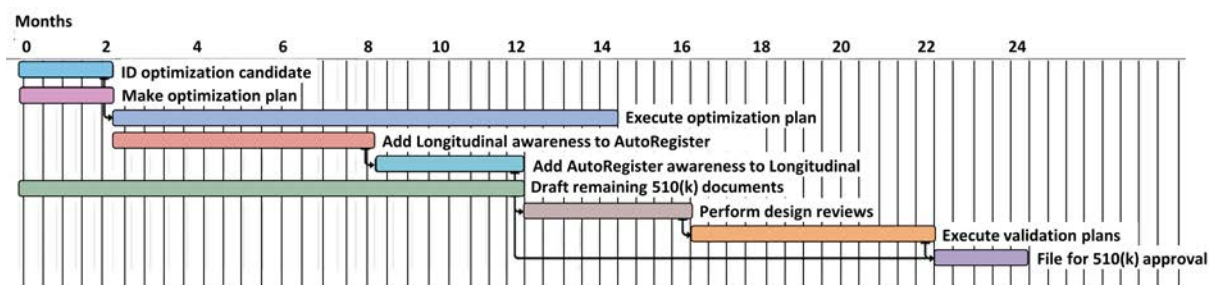 Months
0 2 4 6 8 10 12 14 16 18 20 22 24
ID optimization candidate
Make optimization plan
Execute optimization plan
Add Longitudinal awareness to AutoRegister
Add AutoRegister awareness to Longitudinal
Draft remaining 510(k) documents
Perform design reviews
Execute validation plans
File for 510(k) approval